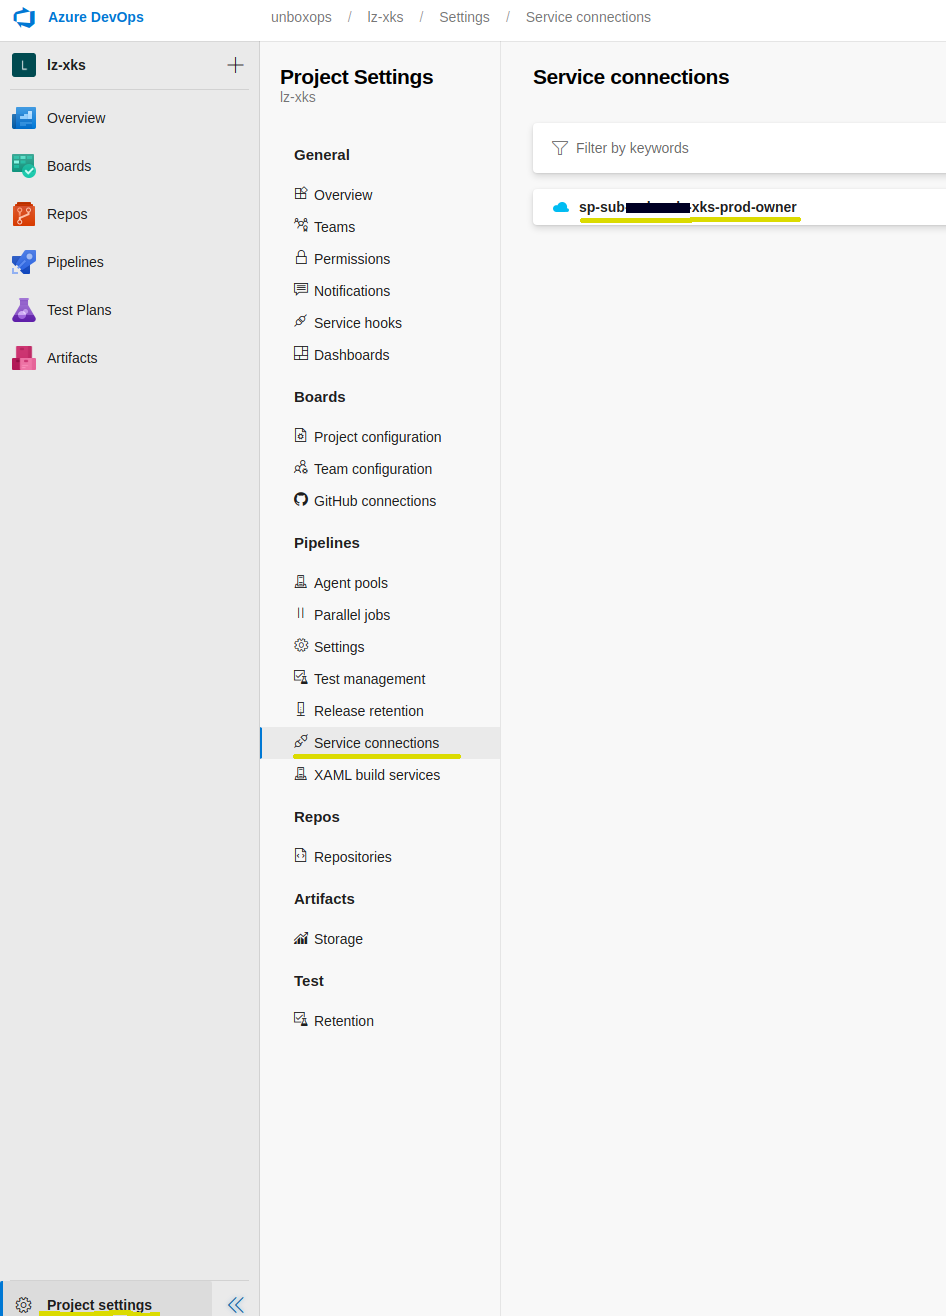 Azure DevOps
unboxops / lz-xks / Settings / Service connections
L lz-xks
Overview
Boards
Repos
Pipelines
Test Plans
Artifacts
Project settings
Project Settings
lz-xks
General
Overview
Teams
Permissions
Notifications
Service hooks
Dashboards
Boards
Project configuration
Team configuration
GitHub connections
Pipelines
Agent pools
Parallel jobs
Settings
Test management
Release retention
Service connections
XAML build services
Repos
Repositories
Artifacts
Storage
Test
Retention
Service connections
Filter by keywords
sp-sub -xks-prod-owner